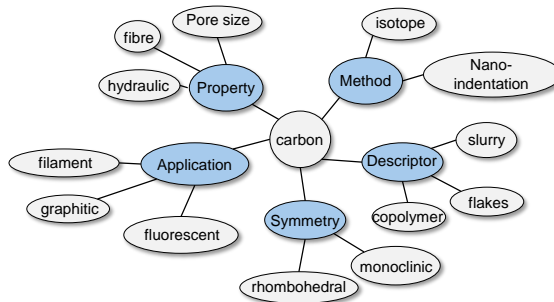 Pore size
isotope
fibre
Nano-
indentation
Property
Method
hydraulic
carbon
slurry
filament
Application
Descriptor
graphitic
flakes
copolymer
Symmetry
fluorescent
monoclinic
rhombohedral